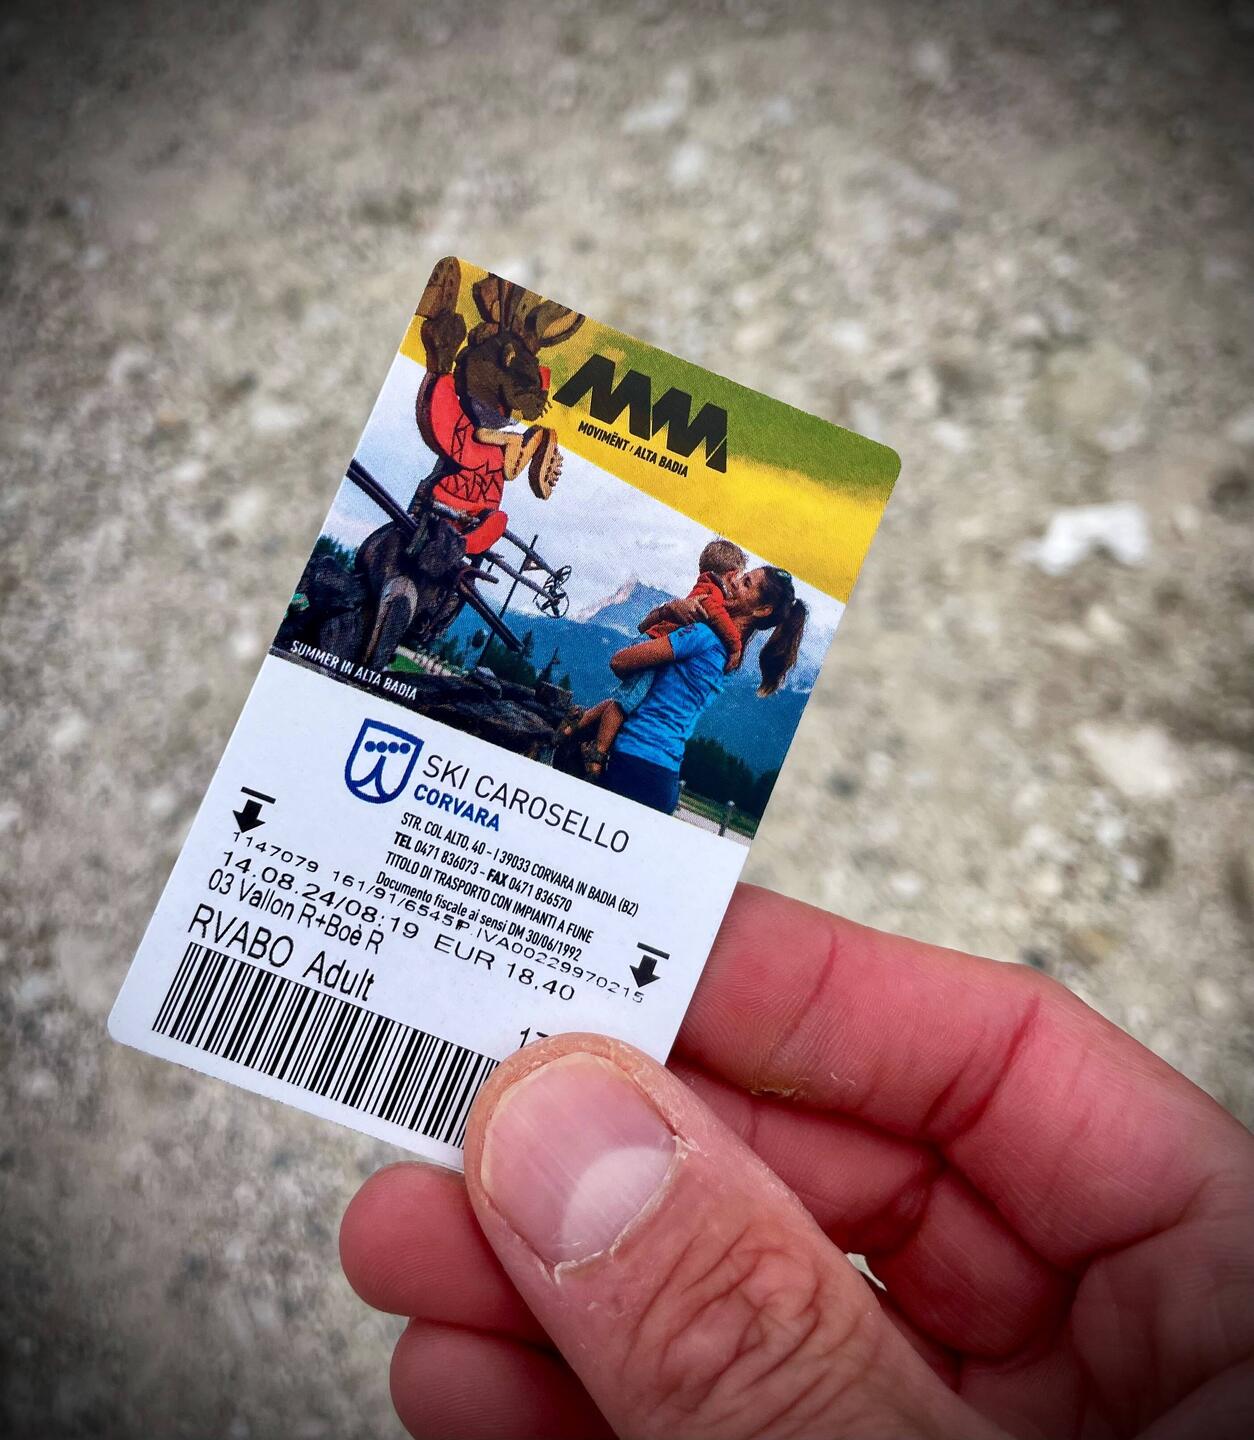 MOVIMËNT / ALTA BADIA
SUMMER IN ALTA BADIA
SKI CAROSELLO
CORVARA
STR. COL ALTO, 40 - I 39033 CORVARA IN BADIA (BZ)
TEL 0471 836073 - FAX 0471 836570
TITOLO DI TRASPORTO CON IMPIANTI A FUNE
Documento fiscale ai sensi DM 30/06/1992
1147079 161/91/6545 P.IVA00229970215
14.08.24/08:19 EUR 18,40
03 Vallon R+Boè R
RVABO Adult